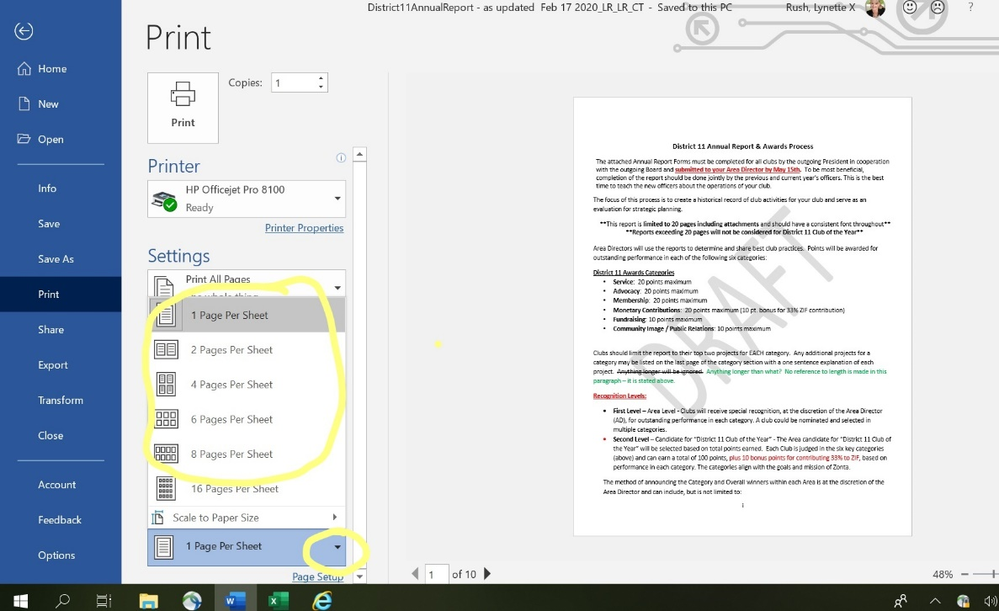 District11AnnualReport - as updated  Feb 17 2020_LR_LR_CT  -  Saved to this PC
Rush, Lynette X
?
Print
Home
New
Open
Info
Save
Save As
Print
Share
Export
Transform
Close
Account
Feedback
Options
Print
Copies: 1
Printer
HP Officejet Pro 8100
Ready
Printer Properties
Settings
Print All Pages
1 Page Per Sheet
2 Pages Per Sheet
4 Pages Per Sheet
6 Pages Per Sheet
8 Pages Per Sheet
16 Pages Per Sheet
Scale to Paper Size
1 Page Per Sheet
Page Setup
District 11 Annual Report & Awards Process
The attached Annual Report Forms must be completed for all clubs by the outgoing President in cooperation
with the outgoing Board and submitted to your Area Director by May 15th. To be most beneficial,
completion of the report should be done jointly by the previous and current year's officers. This is the best
time to teach the new officers about the operations of your club.
The focus of this process is to create a historical record of club activities for your club and serve as an
evaluation for strategic planning.
**This report is limited to 20 pages including attachments and should have a consistent font throughout**
**Reports exceeding 20 pages will not be considered for District 11 Club of the Year**
Area Directors will use the reports to determine and share best club practices. Points will be awarded for
outstanding performance in each of the following six categories:
District 11 Awards Categories
• Service: 20 points maximum
• Advocacy: 20 points maximum
• Membership: 20 points maximum
• Monetary Contributions: 20 points maximum (10 pt. bonus for 33% ZIF contribution)
• Fundraising: 10 points maximum
• Community Image / Public Relations: 10 points maximum
Clubs should limit the report to their top two projects for EACH category. Any additional projects for a
category may be listed on the last page of the category section with a one sentence explanation of each
project. Anything longer will be ignored. Anything longer than what? No reference to length is made in this
paragraph – it is stated above.
Recognition Levels:
• First Level – Area Level - Clubs will receive special recognition, at the discretion of the Area Director
(AD), for outstanding performance in each category. A club could be nominated and selected in
multiple categories.
• Second Level – Candidate for "District 11 Club of the Year" - The Area candidate for "District 11 Club of
the Year" will be selected based on total points earned. Each Club is judged in the six key categories
(above) and can earn a total of 100 points, plus 10 bonus points for contributing 33% to ZIF, based on
performance in each category. The categories align with the goals and mission of Zonta.
The method of announcing the Category and Overall winners within each Area is at the discretion of the
Area Director and can include, but is not limited to:
DRAFT
1 of 10
48%